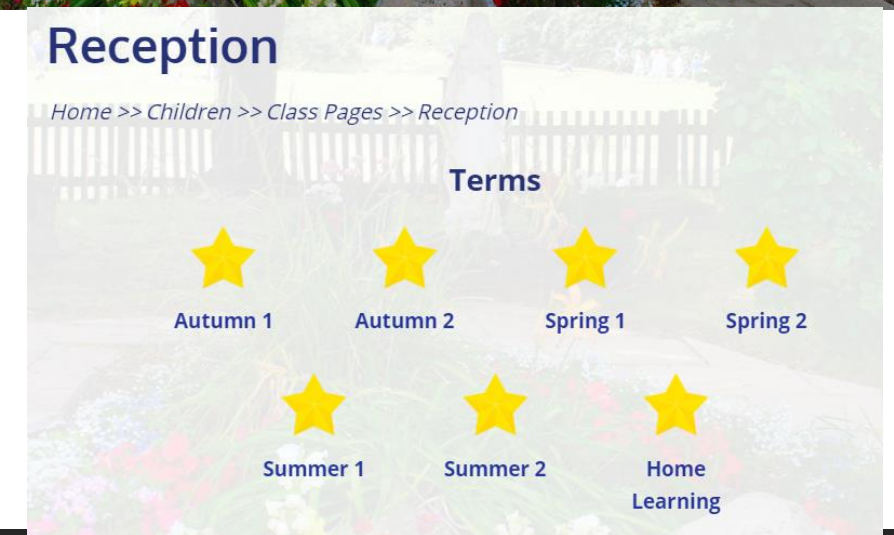 Reception
Home >> Children >> Class Pages >> Reception
Terms
Autumn 1
Autumn 2
Spring 1
Spring 2
Summer 1
Summer 2
Home
Learning